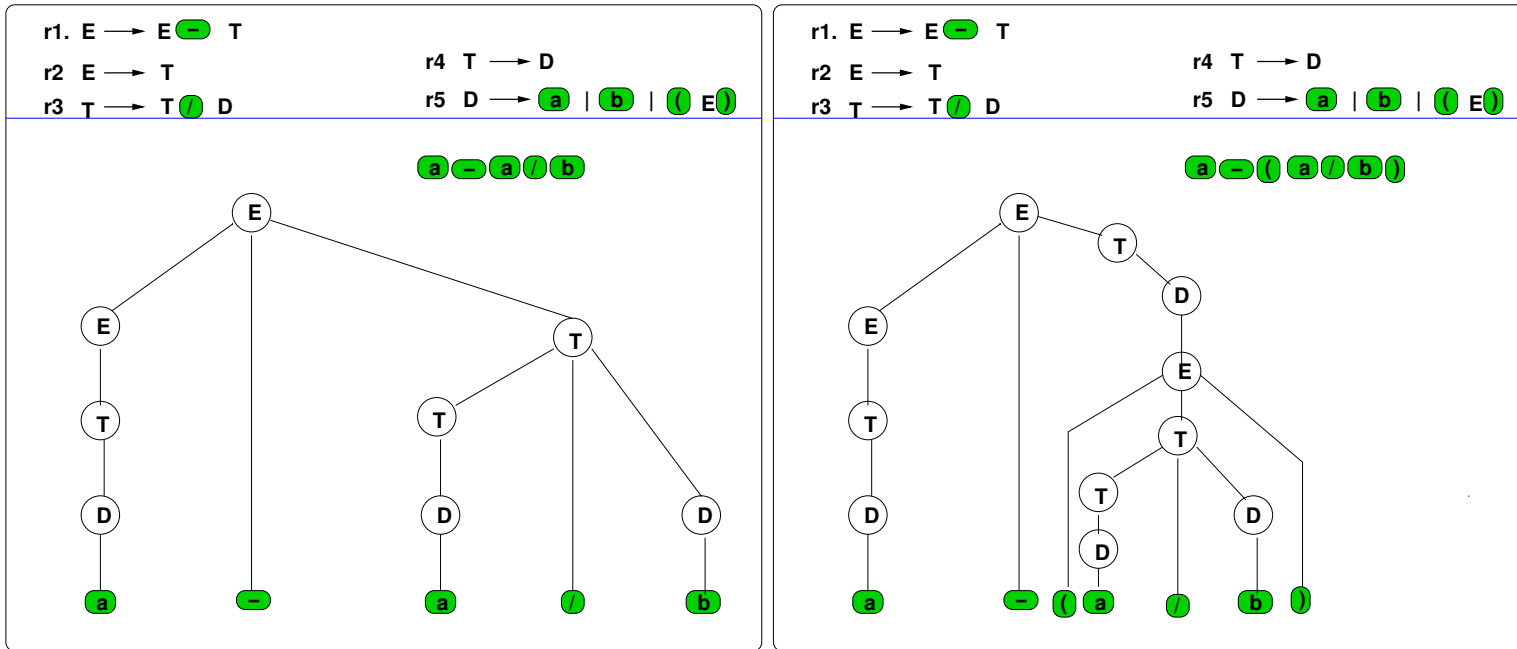 r1. E → E - T
r4 T → D
r2 E → T
r5 D → a | b | ( E )
r3 T → T / D
a - a / b
E
E
T
T
T
D
D
D
a - a / b
r1. E → E - T
r4 T → D
r2 E → T
r5 D → a | b | ( E )
r3 T → T / D
a - ( a / b )
E
T
D
E
E
T
T
T
D
D
D
a - ( a / b )